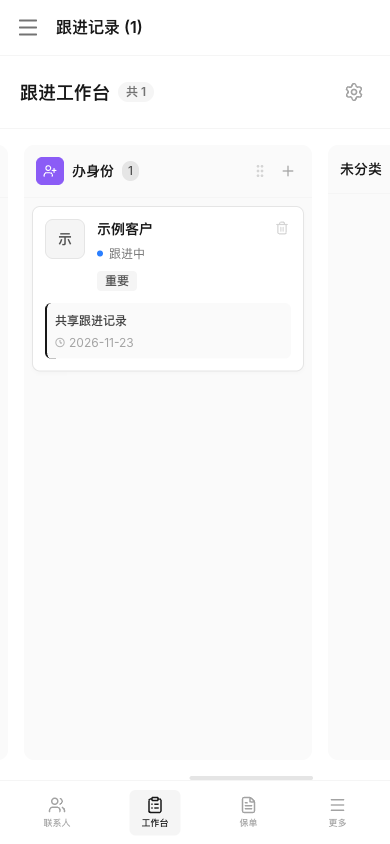 跟进记录 (1)
跟进工作台 共 1
办身份 1
未分类
示
示例客户
跟进中
重要
共享跟进记录
2026-11-23
联系人 工作台 保单 更多